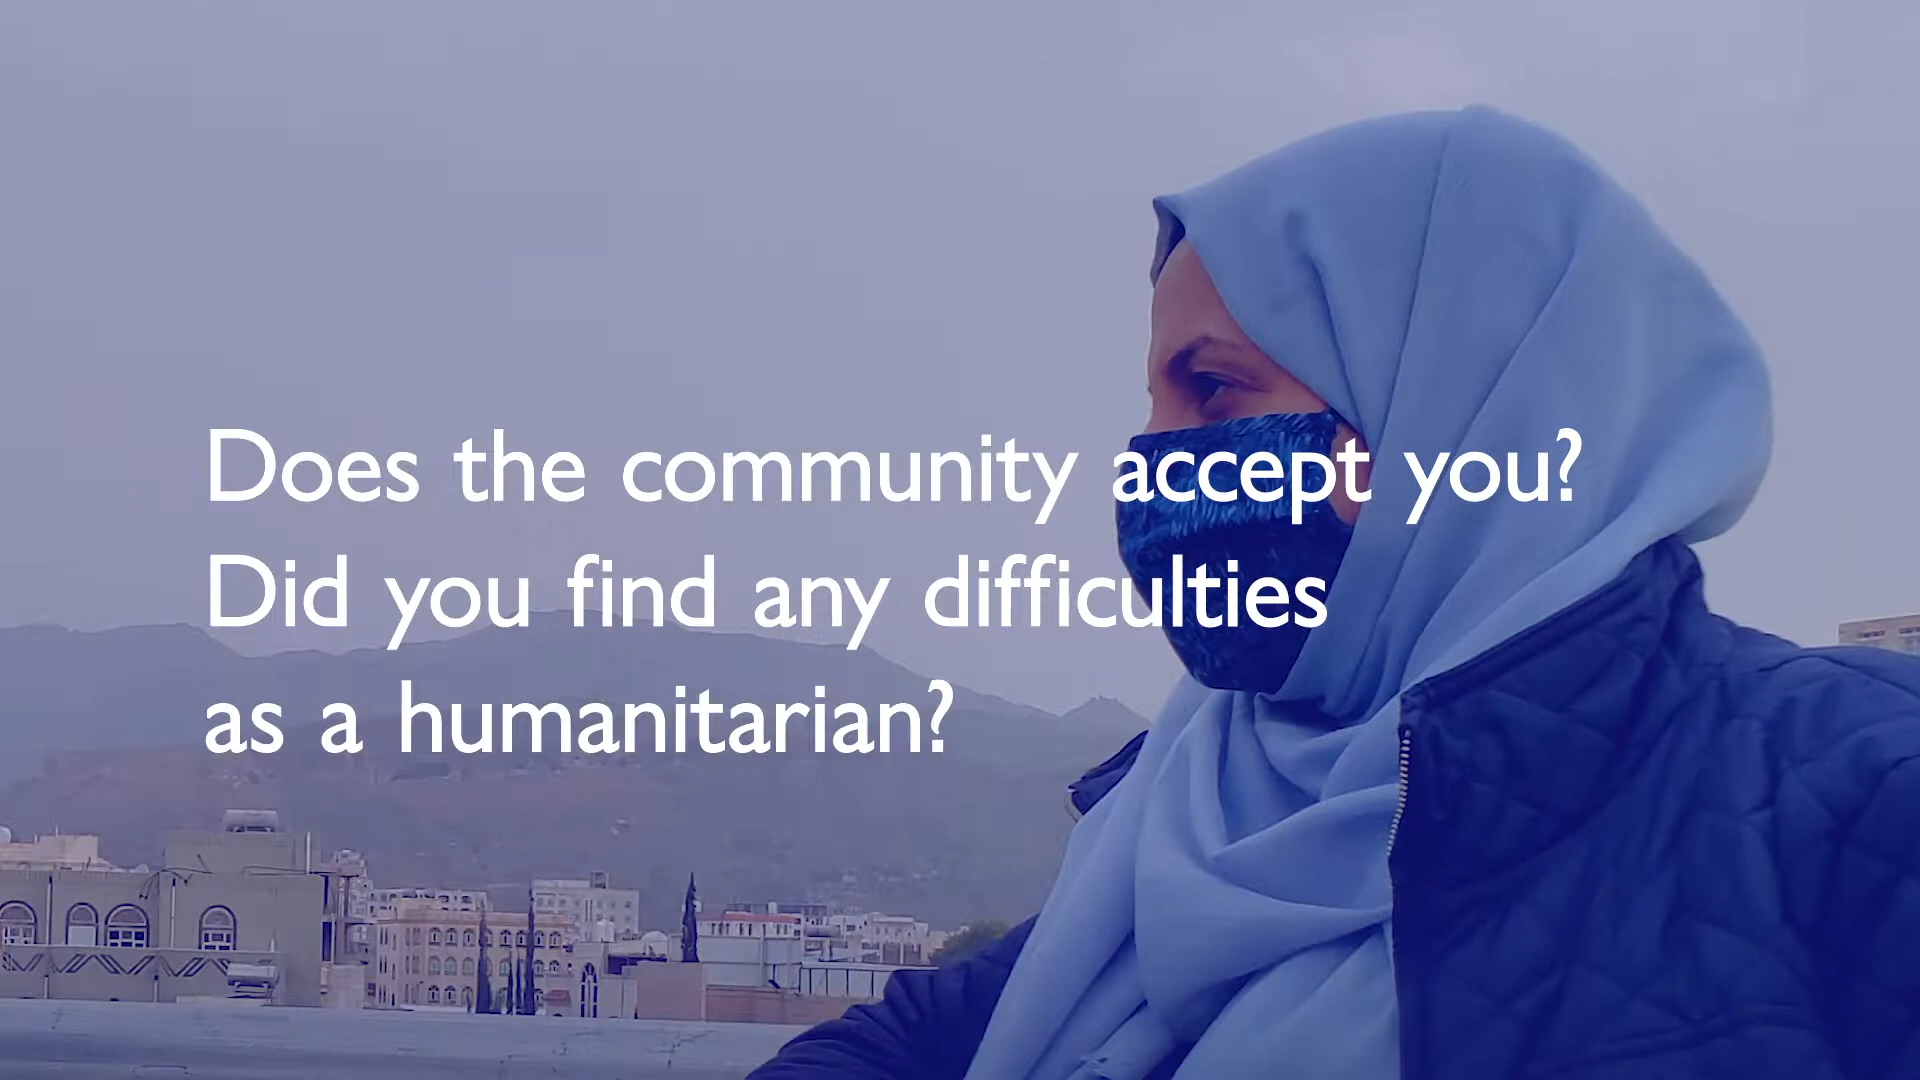 Does the community accept you?
Did you find any difficulties
as a humanitarian?